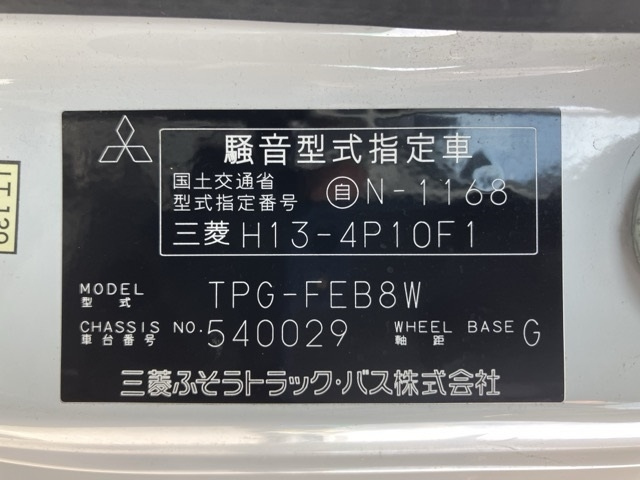 騒音型式指定車
国土交通省
型式指定番号 自N-1168
三菱 H13-4P10F1
MODEL
型式 TPG-FEB8W
CHASSIS NO. 540029 WHEEL BASE G
車台番号 軸距
三菱ふそうトラック・バス株式会社